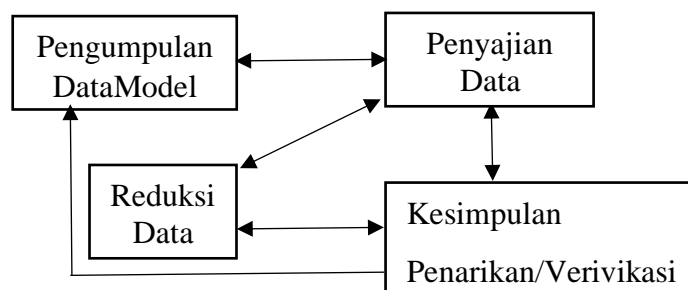 Pengumpulan
DataModel
Penyajian
Data
Reduksi
Data
Kesimpulan
Penarikan/Verivikasi